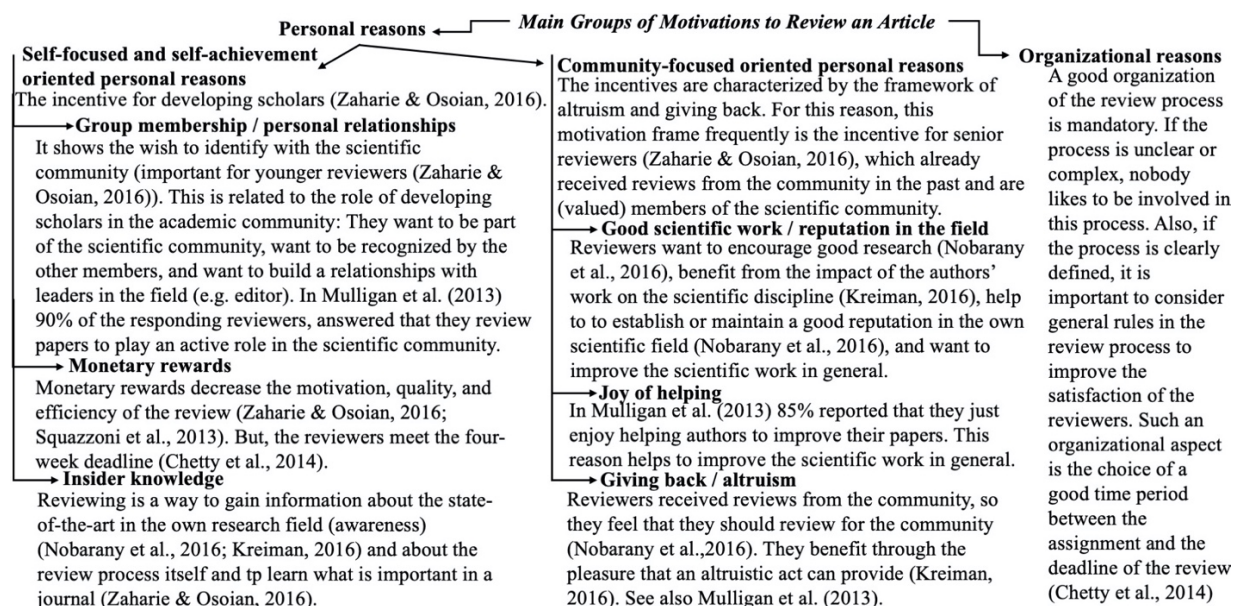 Main Groups of Motivations to Review an Article
Personal reasons
Self-focused and self-achievement
oriented personal reasons
The incentive for developing scholars (Zaharie & Osoian, 2016).
Group membership / personal relationships
It shows the wish to identify with the scientific
community (important for younger reviewers (Zaharie &
Osoian, 2016)). This is related to the role of developing
scholars in the academic community: They want to be part
of the scientific community, want to be recognized by the
other members, and want to build a relationships with
leaders in the field (e.g. editor). In Mulligan et al. (2013)
90% of the responding reviewers, answered that they review
papers to play an active role in the scientific community.
Monetary rewards
Monetary rewards decrease the motivation, quality, and
efficiency of the review (Zaharie & Osoian, 2016;
Squazzoni et al., 2013). But, the reviewers meet the four-
week deadline (Chetty et al., 2014).
Insider knowledge
Reviewing is a way to gain information about the state-
of-the-art in the own research field (awareness)
(Nobarany et al., 2016; Kreiman, 2016) and about the
review process itself and tp learn what is important in a
journal (Zaharie & Osoian, 2016).
Community-focused oriented personal reasons
The incentives are characterized by the framework of
altruism and giving back. For this reason, this
motivation frame frequently is the incentive for senior
reviewers (Zaharie & Osoian, 2016), which already
received reviews from the community in the past and are
(valued) members of the scientific community.
Good scientific work / reputation in the field
Reviewers want to encourage good research (Nobarany
et al., 2016), benefit from the impact of the authors'
work on the scientific discipline (Kreiman, 2016), help
to to establish or maintain a good reputation in the own
scientific field (Nobarany et al., 2016), and want to
improve the scientific work in general.
Joy of helping
In Mulligan et al. (2013) 85% reported that they just
enjoy helping authors to improve their papers. This
reason helps to improve the scientific work in general.
Giving back / altruism
Reviewers received reviews from the community, so
they feel that they should review for the community
(Nobarany et al.,2016). They benefit through the
pleasure that an altruistic act can provide (Kreiman,
2016). See also Mulligan et al. (2013).
Organizational reasons
A good organization
of the review process
is mandatory. If the
process is unclear or
complex, nobody
likes to be involved in
this process. Also, if
the process is clearly
defined, it is
important to consider
general rules in the
review process to
improve the
satisfaction of the
reviewers. Such an
organizational aspect
is the choice of a
good time period
between the
assignment and the
deadline of the review
(Chetty et al., 2014)